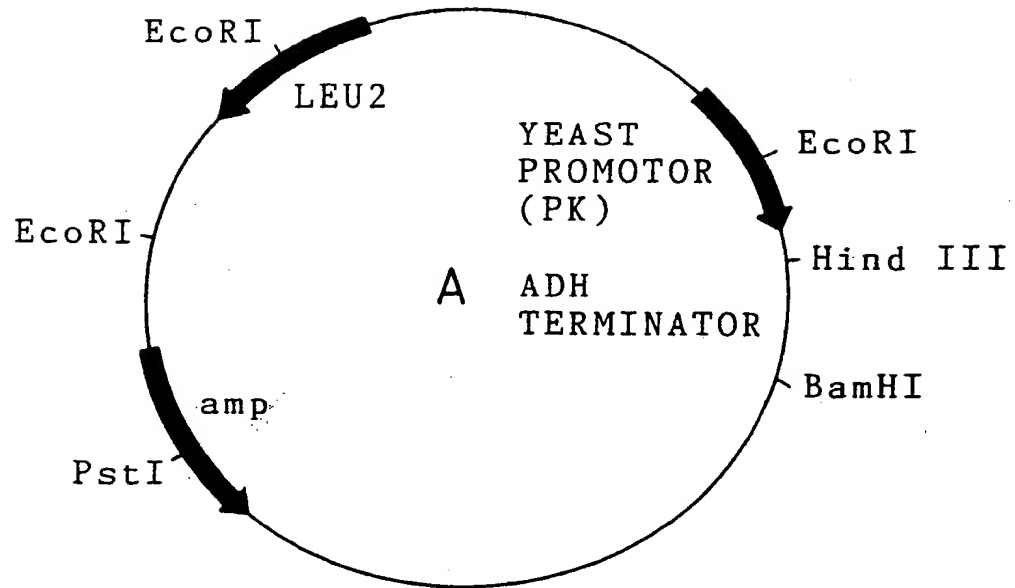 EcoRI
LEU2
YEAST
PROMOTOR
(PK)
EcoRI
EcoRI
Hind III
A
ADH
TERMINATOR
BamHI
amp
PstI